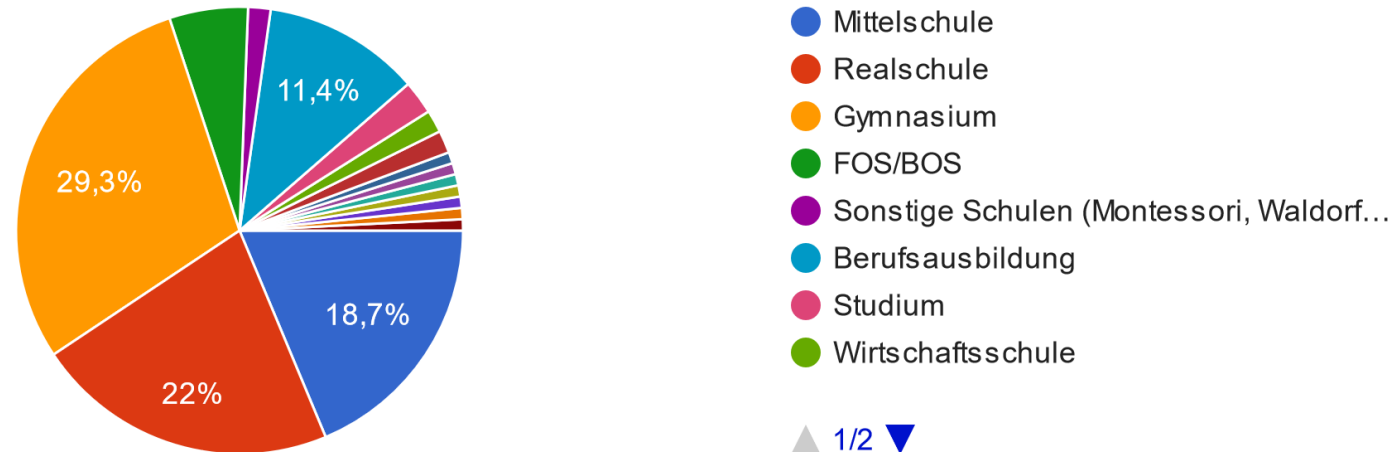 11,4%
29,3%
18,7%
22%
Mittelschule
Realschule
Gymnasium
FOS/BOS
Sonstige Schulen (Montessori, Waldorf…
Berufsausbildung
Studium
Wirtschaftsschule
1/2